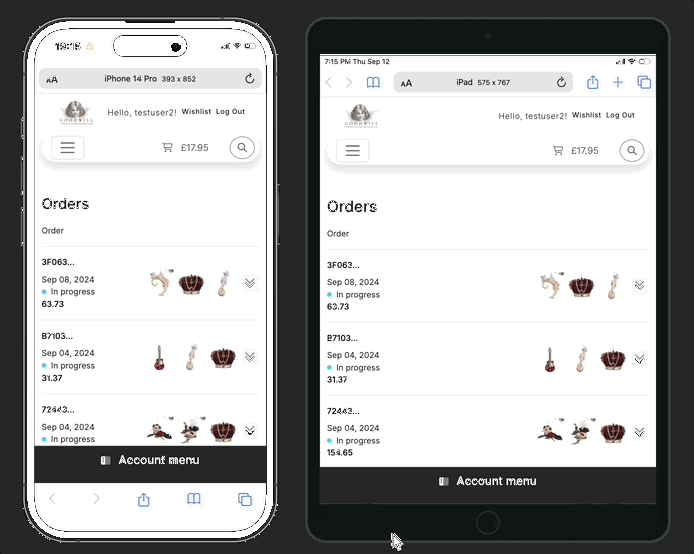 19:15
AA iPhone 14 Pro 393 x 852
GOODWILL
Hello, testuser2! Wishlist Log Out
£17.95
Orders
Order
3F063...
Sep 08, 2024
In progress
63.73
B7103...
Sep 04, 2024
In progress
31.37
72443...
Sep 04, 2024
In progress
Account menu
7:15 PM Thu Sep 12
AA iPad 575 x 767
GOODWILL
Hello, testuser2! Wishlist Log Out
£17.95
Orders
Order
3F063...
Sep 08, 2024
In progress
63.73
B7103...
Sep 04, 2024
In progress
31.37
72443...
Sep 04, 2024
In progress
154.65
Account menu